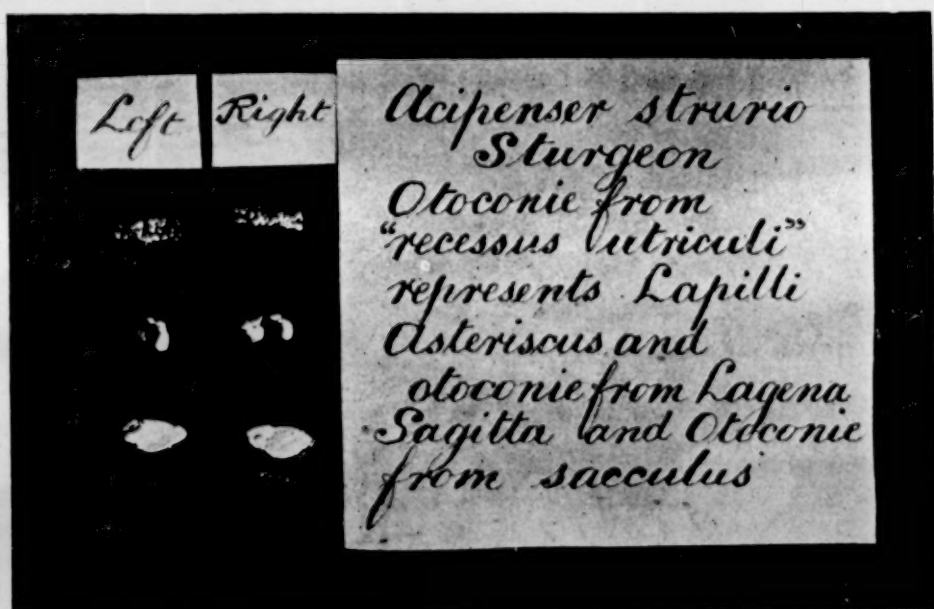 Left
Right
Acipenser strurio
Sturgeon
Otoconie from
"recessus utriculi"
represents Lapilli
Asteriscus and
otoconie from Lagena
Sagitta and Otoconie
from sacculus